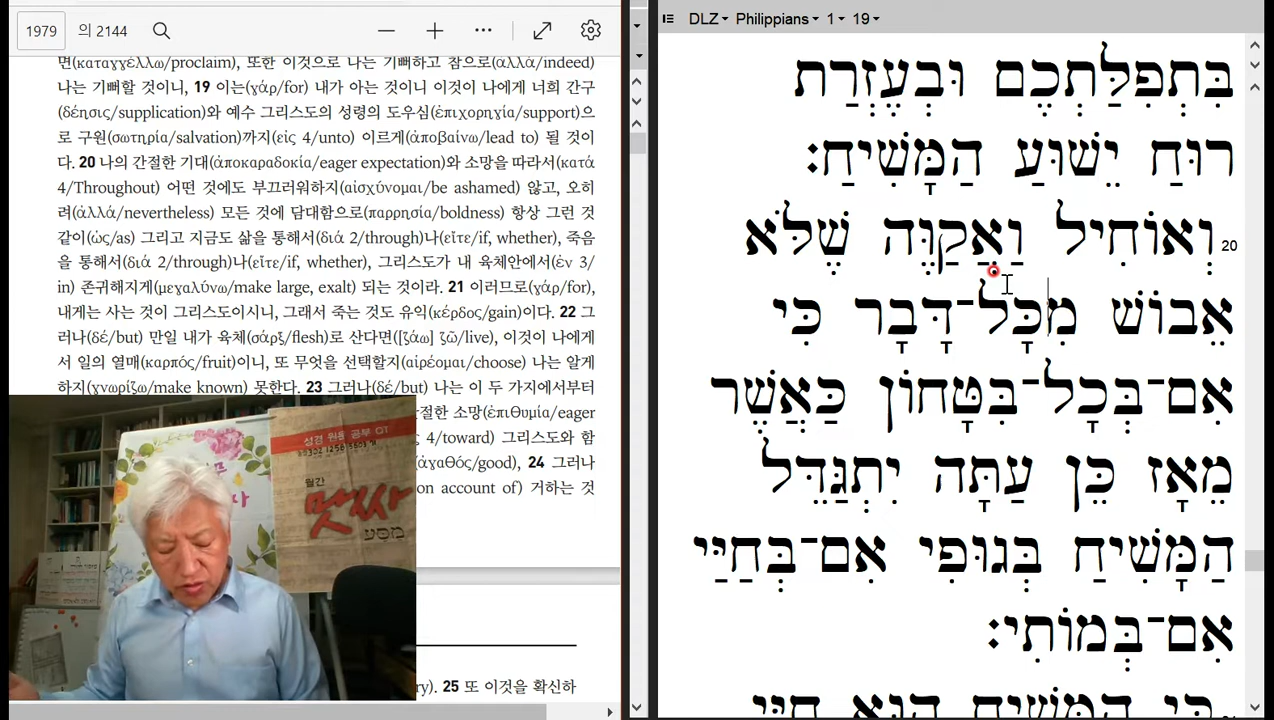 1979 의 2144
면(καταγγέλλω/proclaim), 또한 이것으로 나는 기뻐하고 참으로(ἀλλά/indeed)
나는 기뻐할 것이니, 19 이는(γάρ/for) 내가 아는 것이니 이것이 나에게 너희 간구
(δέησις/supplication)와 예수 그리스도의 성령의 도우심(ἐπιχορηγία/support)으
로 구원(σωτηρία/salvation)까지(εἰς 4/unto) 이르게(ἀποβαίνω/lead to) 될 것이
다. 20 나의 간절한 기대(ἀποκαραδοκία/eager expectation)와 소망을 따라서(κατά
4/Throughout) 어떤 것에도 부끄러워하지(αἰσχύνομαι/be ashamed) 않고, 오히
려(ἀλλά/nevertheless) 모든 것에 담대함으로(παρρησία/boldness) 항상 그런 것
같이(ὡς/as) 그리고 지금도 삶을 통해서(διά 2/through)나(εἴτε/if, whether), 죽음
을 통해서(διά 2/through)나(εἴτε/if, whether), 그리스도가 내 육체안에서(ἐν 3/
in) 존귀해지게(μεγαλύνω/make large, exalt) 되는 것이라. 21 이러므로(γάρ/for),
내게는 사는 것이 그리스도이시니, 그래서 죽는 것도 유익(κέρδος/gain)이다. 22 그
러나(δέ/but) 만일 내가 육체(σάρξ/flesh)로 산다면([ζάω] ζῶ/live), 이것이 나에게
서 일의 열매(καρπός/fruit)이니, 또 무엇을 선택할지(αἱρέομαι/choose) 나는 알게
하지(γνωρίζω/make known) 못한다. 23 그러나(δέ/but) 나는 이 두 가지에서부터
절한 소망(ἐπιθυμία/eager
4/toward) 그리스도와 함
(ἀγαθός/good), 24 그러나
on account of) 거하는 것
ry). 25 또 이것을 확신하
성경 원문 공부
월간
맛싸
מסע
DLZ Philippians 1 19
בִּתְפִלַּתְכֶם וּבְעֶזְרַת
רוּחַ יֵשׁוּעַ הַמָּשִׁיחַ׃
20 וְאוֹחִיל וַאֲקַוֶּה שֶׁלֹּא
אֵבוֹשׁ מִכָּל־דָּבָר כִּי
אִם־בְּכָל־בִּטָּחוֹן כַּאֲשֶׁר
מֵאָז כֵּן עַתָּה יִתְגַּדֵּל
הַמָּשִׁיחַ בְּגוּפִי אִם־בְּחַיַּי
אִם־בְּמוֹתִי׃
כִּי הַמָּשִׁיחַ הוּא חַיָּי